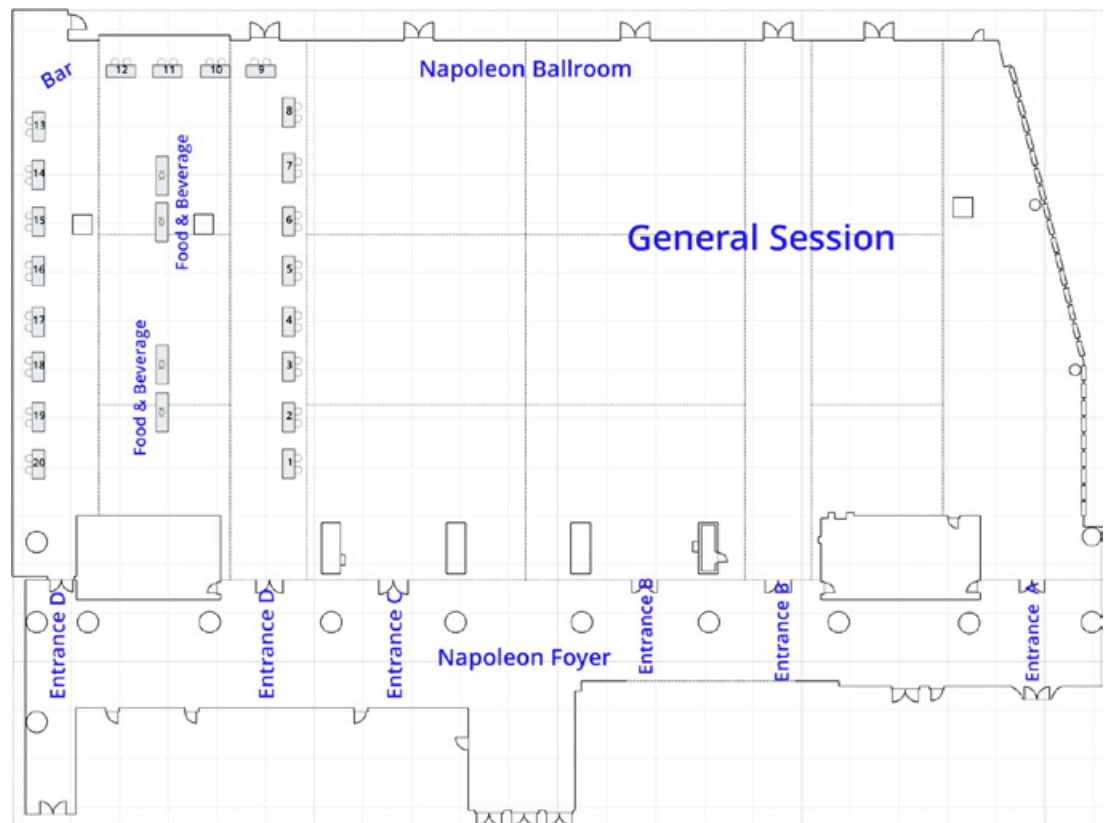 Bar
12
11
10
9
Napoleon Ballroom
13
8
14
Food & Beverage
7
15
6
General Session
16
5
17
4
18
Food & Beverage
3
19
2
20
1
Entrance D
Entrance D
Entrance C
Entrance B
Entrance B
Entrance A
Napoleon Foyer